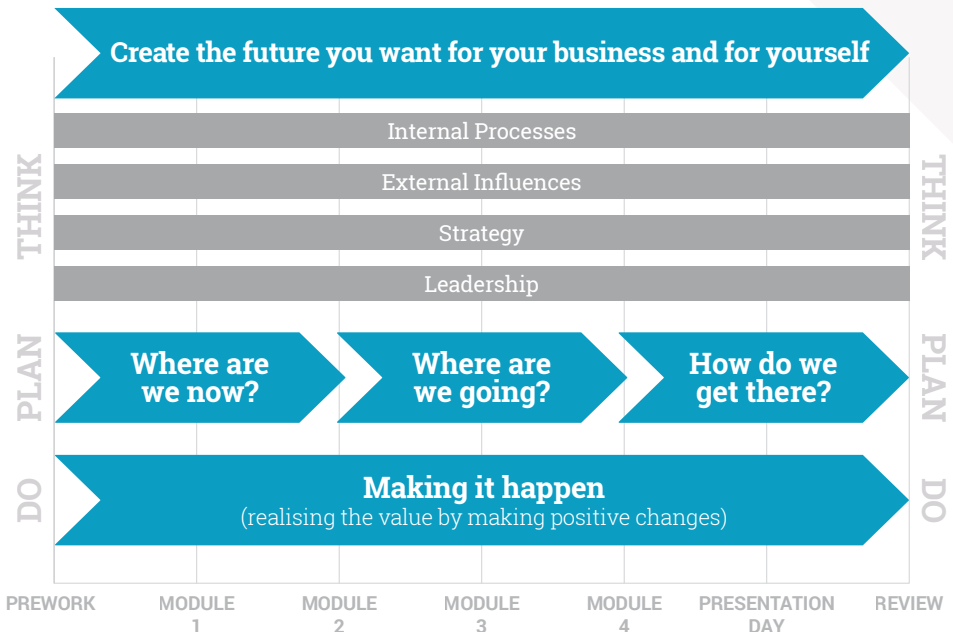 Create the future you want for your business and for yourself
THINK
Internal Processes
External Influences
Strategy
Leadership
THINK
PLAN
Where are
we now?
Where are
we going?
How do we
get there?
PLAN
DO
Making it happen
(realising the value by making positive changes)
DO
PREWORK
MODULE
1
MODULE
2
MODULE
3
MODULE
4
PRESENTATION
DAY
REVIEW